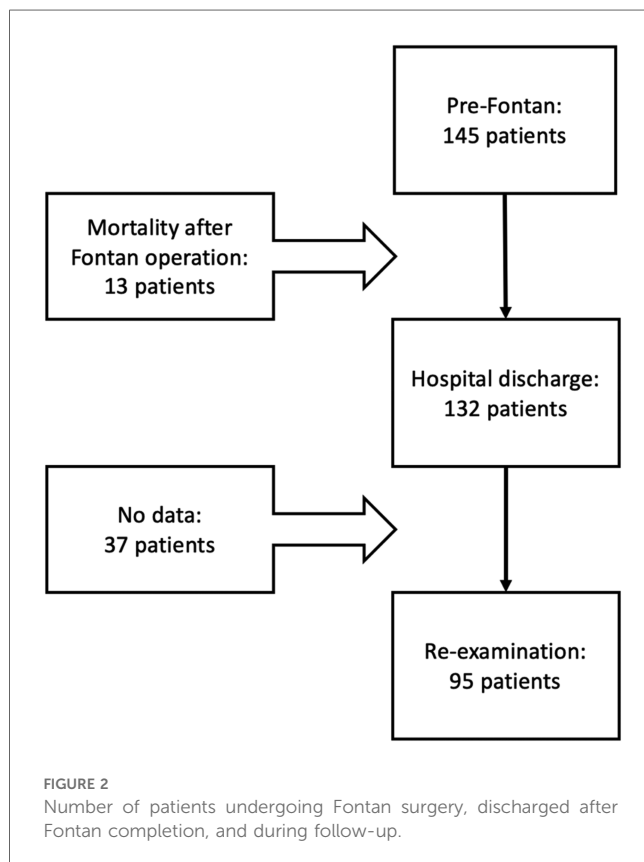 Pre-Fontan:
145 patients
Mortality after
Fontan operation:
13 patients
Hospital discharge:
132 patients
No data:
37 patients
Re-examination:
95 patients
FIGURE 2
Number of patients undergoing Fontan surgery, discharged after
Fontan completion, and during follow-up.